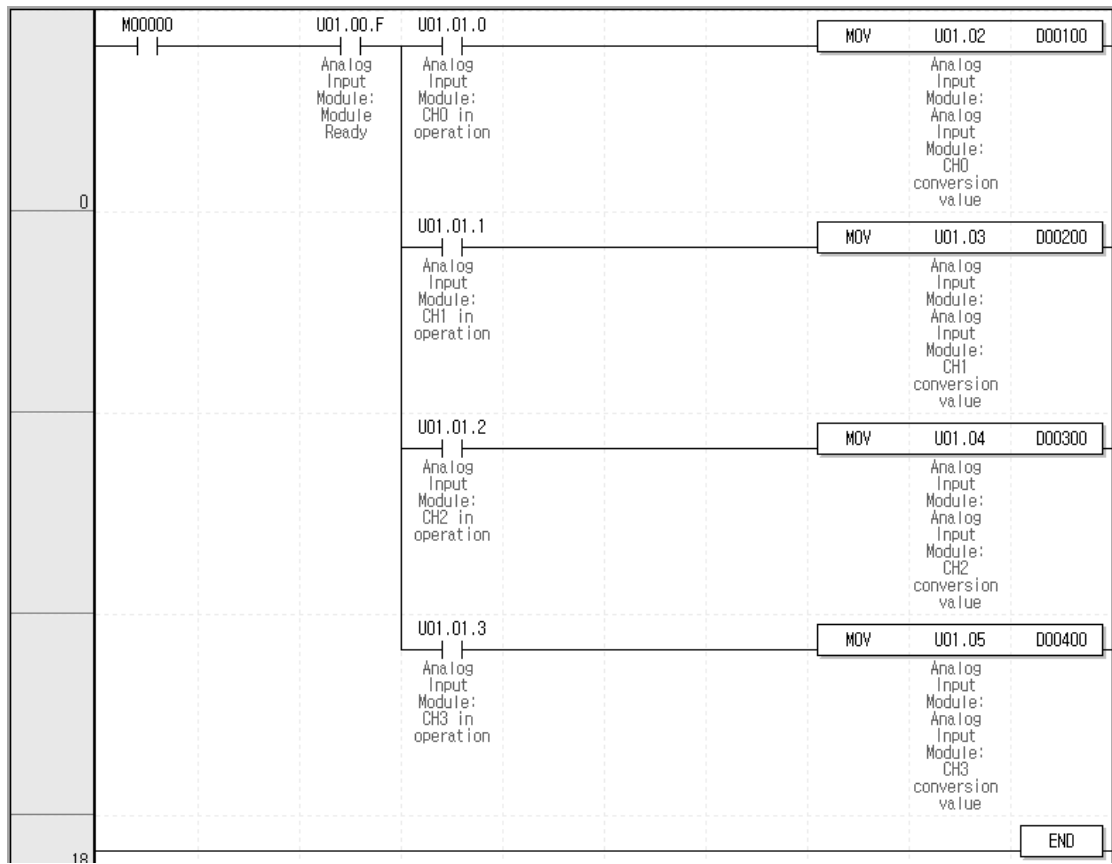 M00000 U01.00.F U01.01.0 MOV U01.02 D00100
Analog Analog Analog
Input Input Input
Module: Module: Module:
Module CH0 in Analog
Ready operation Input
Module:
CH0
conversion
0 value
U01.01.1 MOV U01.03 D00200
Analog Analog
Input Input
Module: Module:
CH1 in Analog
operation Input
Module:
CH1
conversion
value
U01.01.2 MOV U01.04 D00300
Analog Analog
Input Input
Module: Module:
CH2 in Analog
operation Input
Module:
CH2
conversion
value
U01.01.3 MOV U01.05 D00400
Analog Analog
Input Input
Module: Module:
CH3 in Analog
operation Input
Module:
CH3
conversion
value
18 END